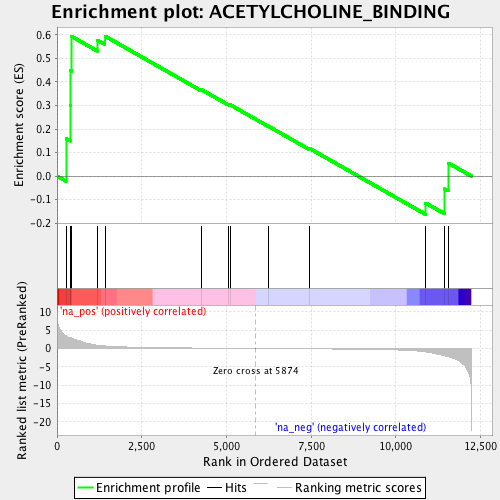 Enrichment plot: ACETYLCHOLINE_BINDING
Enrichment score (ES)
0.6
0.5
0.4
0.3
0.2
0.1
0.0
-0.1
-0.2
'na_pos' (positively correlated)
Ranked list metric (PreRanked)
10
5
0
-5
-10
-15
-20
Zero cross at 5874
'na_neg' (negatively correlated)
0
2,500
5,000
7,500
10,000
12,500
Rank in Ordered Dataset
Enrichment profile
Hits
Ranking metric scores